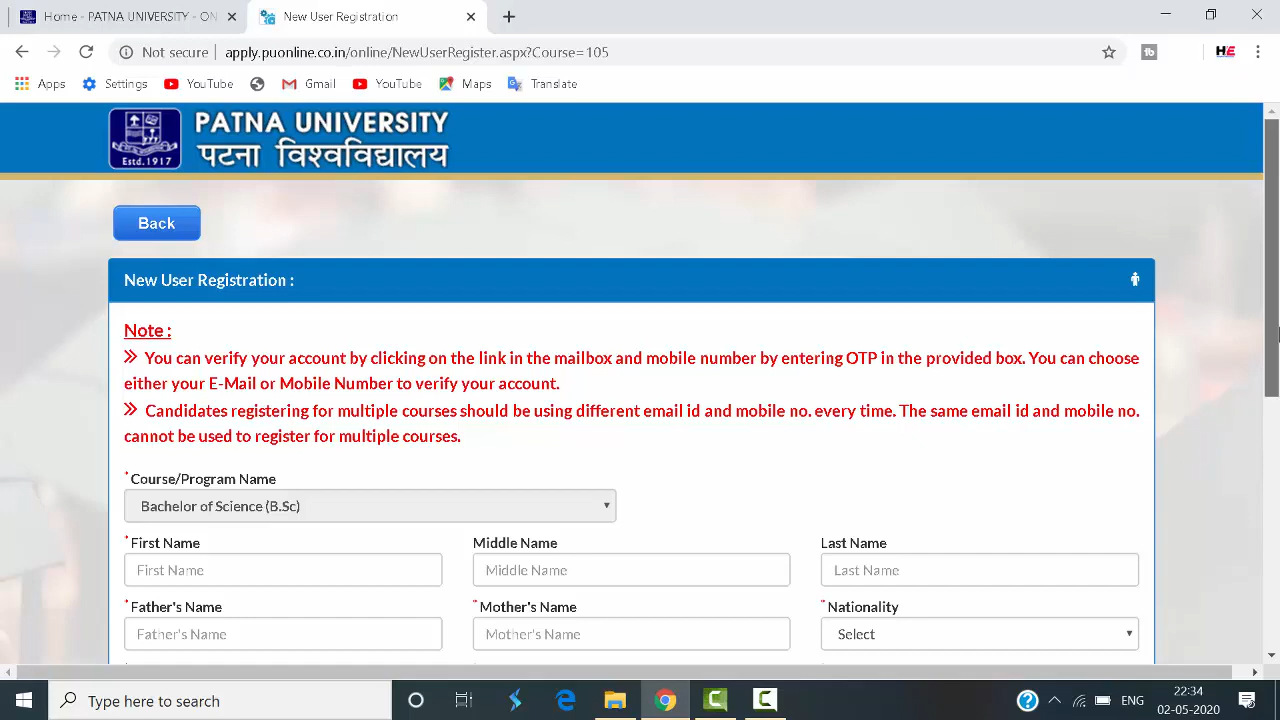 Home - PATNA UNIVERSITY ON
New User Registration
Not secure
apply.puonline.co.in/online/NewUserRegister.aspx?Course=105
Apps
Settings
YouTube
Gmail
YouTube
Maps
Translate
Estd.1917
PATNA UNIVERSITY
पटना विश्वविद्यालय
Back
New User Registration :
Note :
You can verify your account by clicking on the link in the mailbox and mobile number by entering OTP in the provided box. You can choose
either your E-Mail or Mobile Number to verify your account.
Candidates registering for multiple courses should be using different email id and mobile no. every time. The same email id and mobile no.
cannot be used to register for multiple courses.
*Course/Program Name
Bachelor of Science (B.Sc)
*First Name
Middle Name
Last Name
First Name
Middle Name
Last Name
*Father's Name
*Mother's Name
*Nationality
Father's Name
Mother's Name
Select
Type here to search
ENG
22:34
02-05-2020